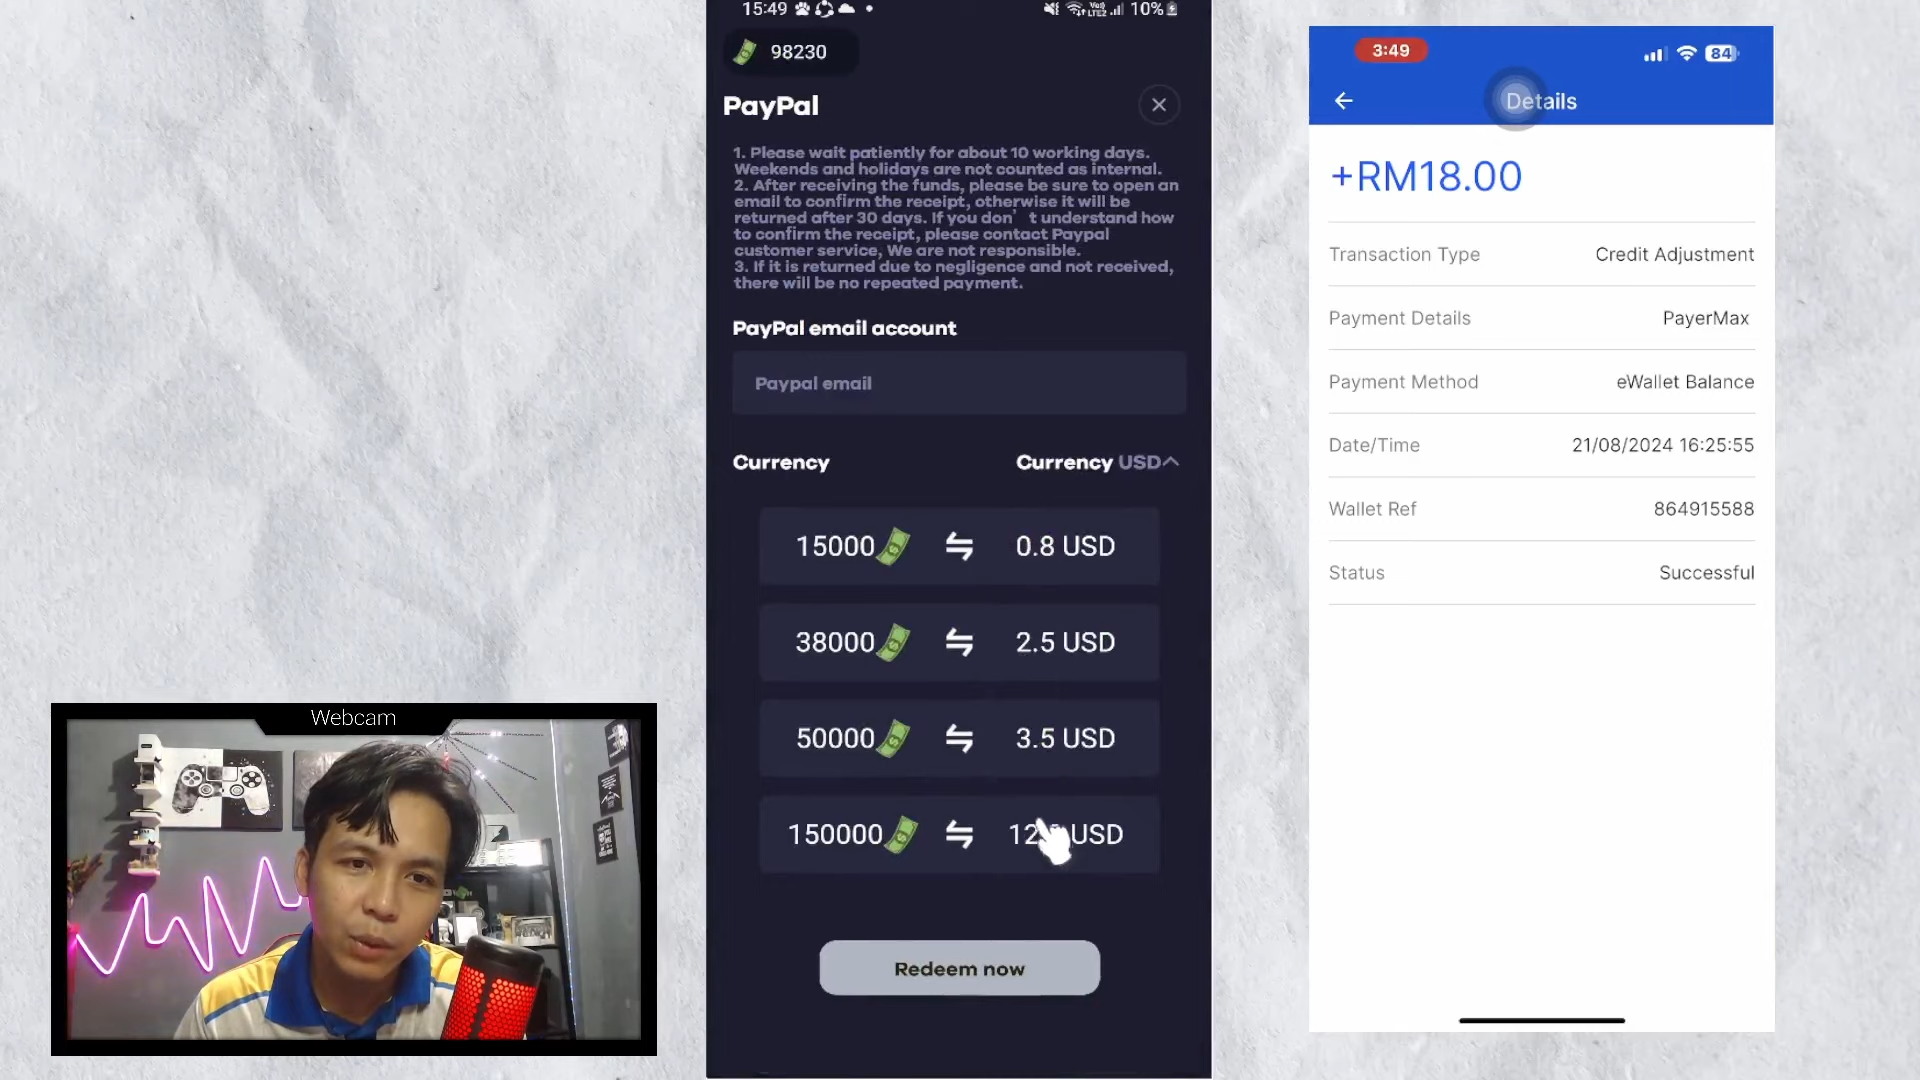 15:49
10%
98230
PayPal
1. Please wait patiently for about 10 working days.
Weekends and holidays are not counted as internal.
2. After receiving the funds, please be sure to open an
email to confirm the receipt, otherwise it will be
returned after 30 days. If you don’ t understand how
to confirm the receipt, please contact Paypal
customer service, We are not responsible.
3. If it is returned due to negligence and not received,
there will be no repeated payment.
PayPal email account
Paypal email
Currency
Currency USD
15000 0.8 USD
38000 2.5 USD
50000 3.5 USD
150000 USD
Redeem now
3:49
84
Details
+RM18.00
Transaction Type Credit Adjustment
Payment Details PayerMax
Payment Method eWallet Balance
Date/Time 21/08/2024 16:25:55
Wallet Ref 864915588
Status Successful
Webcam